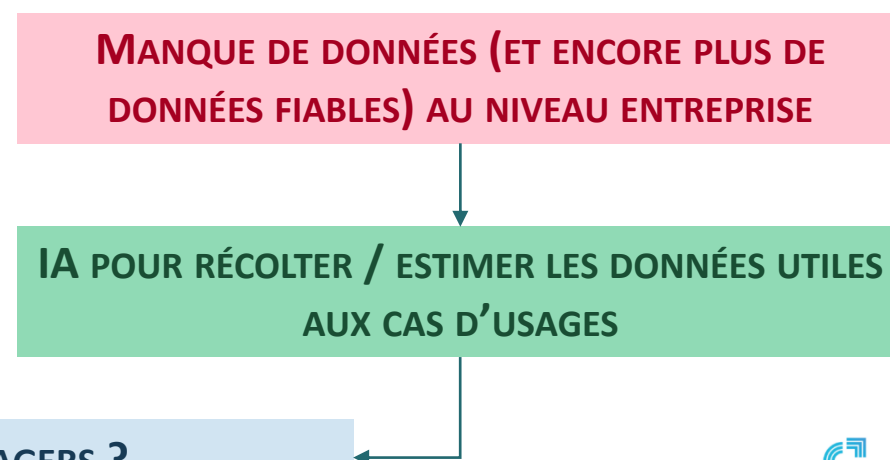 MANQUE DE DONNÉES (ET ENCORE PLUS DE
DONNÉES FIABLES) AU NIVEAU ENTREPRISE
IA POUR RÉCOLTER / ESTIMER LES DONNÉES UTILES
AUX CAS D'USAGES
?